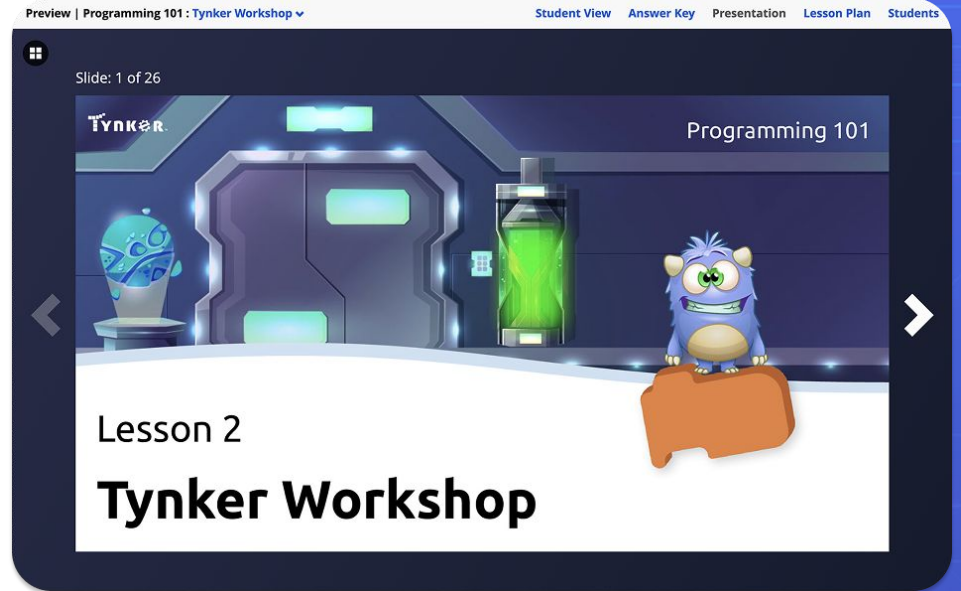 Preview | Programming 101 : Tynker Workshop
Student View Answer Key Presentation Lesson Plan Students
Slide: 1 of 26
TYNKER
Programming 101
Lesson 2
Tynker Workshop